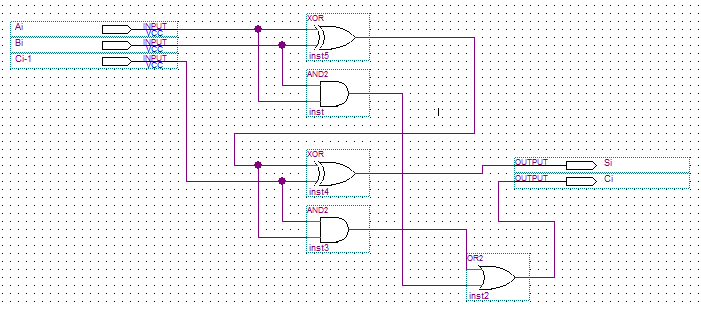 XOR
Ai INPUT
VCC
Bi INPUT
VCC
inst5
Ci-1 INPUT
VCC
AND2
inst
XOR
OUTPUT Si
OUTPUT Ci
inst4
AND2
inst3
OR2
inst2